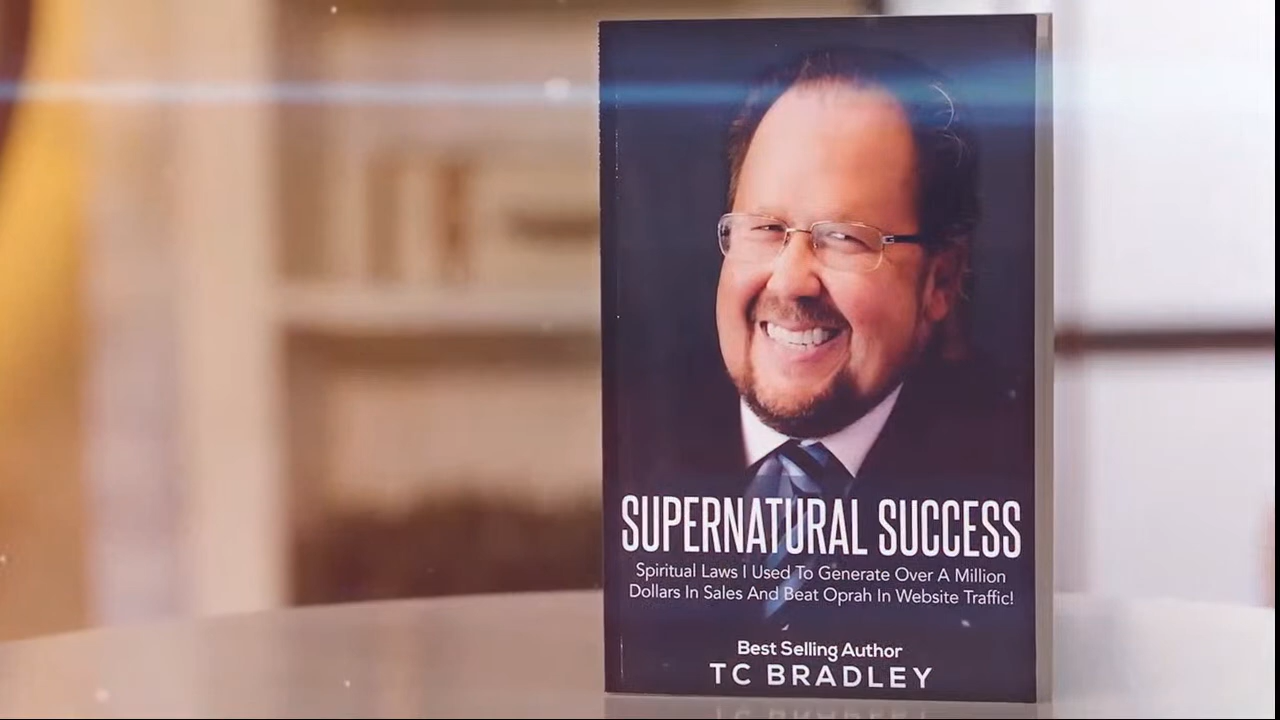 SUPERNATURAL SUCCESS
Spiritual Laws I Used To Generate Over A Million
Dollars In Sales And Beat Oprah In Website Traffic!
Best Selling Author
TC BRADLEY